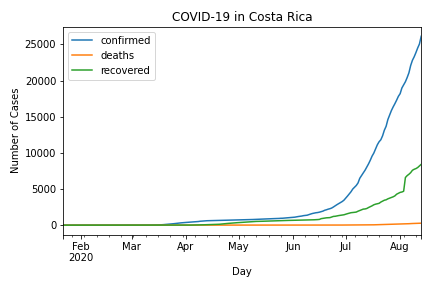 COVID-19 in Costa Rica
confirmed
deaths
recovered
Number of Cases
25000
20000
15000
10000
5000
0
Feb Mar Apr May Jun Jul Aug
2020
Day